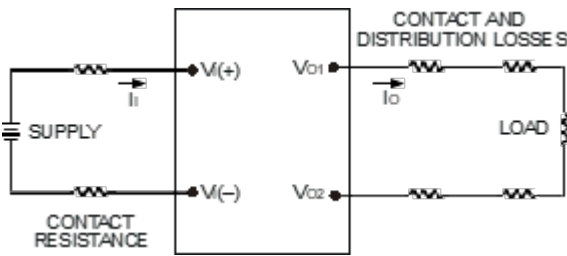 CONTACT AND
DISTRIBUTION LOSSES
VI(+)
VO1
II
IO
SUPPLY
LOAD
VI(–)
VO2
CONTACT
RESISTANCE